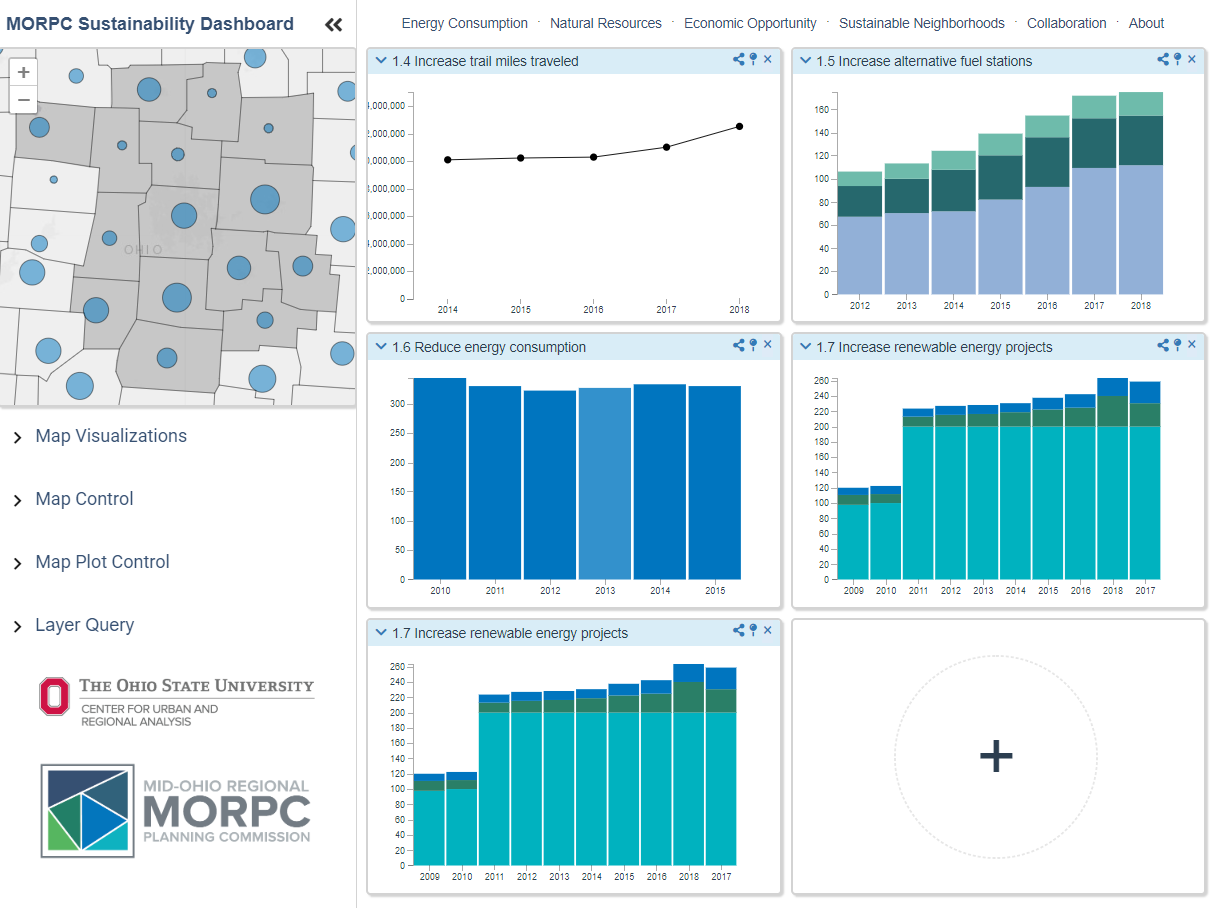 MORPC Sustainability Dashboard
Energy Consumption · Natural Resources · Economic Opportunity · Sustainable Neighborhoods · Collaboration · About
+
−
OHIO
Map Visualizations
Map Control
Map Plot Control
Layer Query
THE OHIO STATE UNIVERSITY
CENTER FOR URBAN AND
REGIONAL ANALYSIS
MID-OHIO REGIONAL
MORPC
PLANNING COMMISSION
1.4 Increase trail miles traveled
4,000,000
2,000,000
0,000,000
8,000,000
6,000,000
4,000,000
2,000,000
0
2014 2015 2016 2017 2018
1.5 Increase alternative fuel stations
160
140
120
100
80
60
40
20
0
2012 2013 2014 2015 2016 2017 2018
1.6 Reduce energy consumption
300
250
200
150
100
50
0
2010 2011 2012 2013 2014 2015
1.7 Increase renewable energy projects
260
240
220
200
180
160
140
120
100
80
60
40
20
0
2009 2010 2011 2012 2013 2014 2015 2016 2018 2017
1.7 Increase renewable energy projects
260
240
220
200
180
160
140
120
100
80
60
40
20
0
2009 2010 2011 2012 2013 2014 2015 2016 2018 2017
+